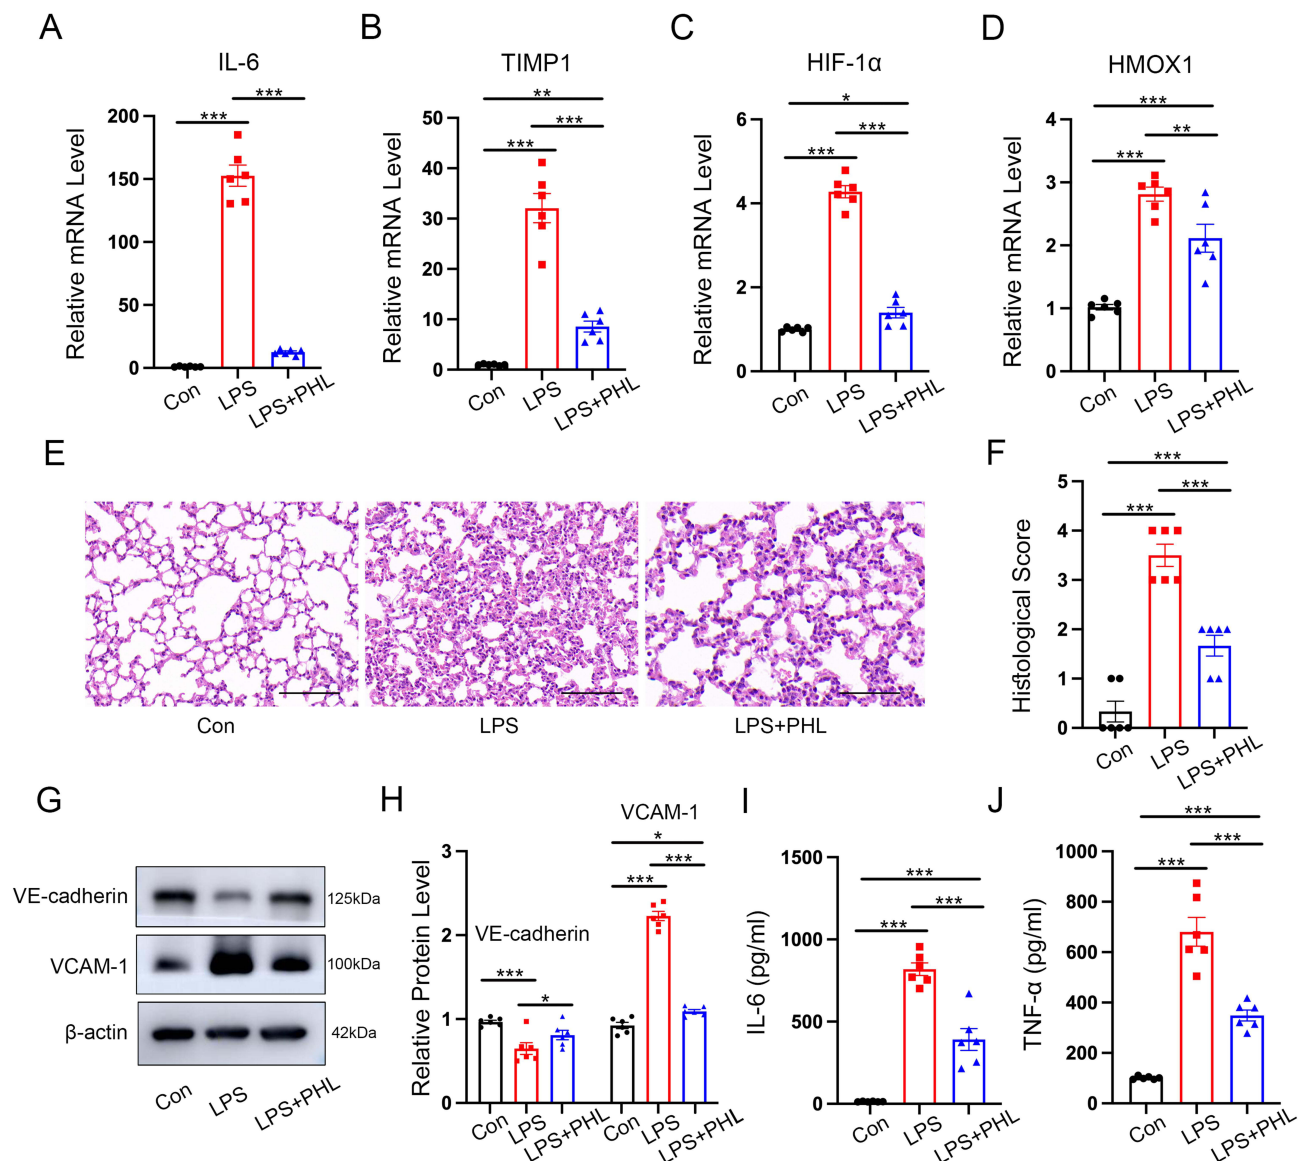 A
B
C
D
IL-6
TIMP1
HIF-1α
HMOX1
***
***
**
***
***
*
***
***
***
**
***
Relative mRNA Level
200
150
100
50
0
Con
LPS
LPS+PHL
Relative mRNA Level
50
40
30
20
10
0
Con
LPS
LPS+PHL
Relative mRNA Level
6
4
2
0
Con
LPS
LPS+PHL
Relative mRNA Level
4
3
2
1
0
Con
LPS
LPS+PHL
E
Con
LPS
LPS+PHL
F
***
***
***
Histological Score
5
4
3
2
1
0
Con
LPS
LPS+PHL
G
VE-cadherin
125kDa
VCAM-1
100kDa
β-actin
42kDa
Con
LPS
LPS+PHL
H
VCAM-1
*
***
***
VE-cadherin
***
*
Relative Protein Level
3
2
1
0
Con
LPS
LPS+PHL
Con
LPS
LPS+PHL
I
***
***
***
IL-6 (pg/ml)
1500
1000
500
0
Con
LPS
LPS+PHL
J
***
***
***
TNF-α (pg/ml)
1000
800
600
400
200
0
Con
LPS
LPS+PHL